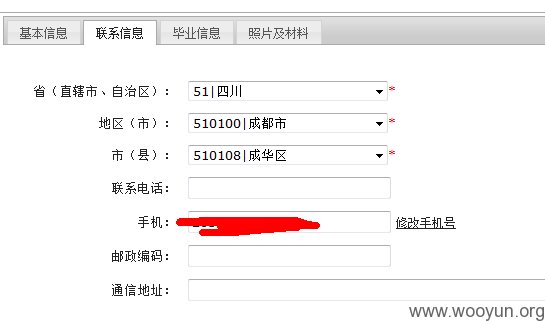 基本信息 联系信息 毕业信息 照片及材料
省（直辖市、自治区）： 51|四川 *
地区（市）： 510100|成都市 *
市（县）： 510108|成华区 *
联系电话：
手机： 修改手机号
邮政编码：
通信地址：
www.wooyun.org